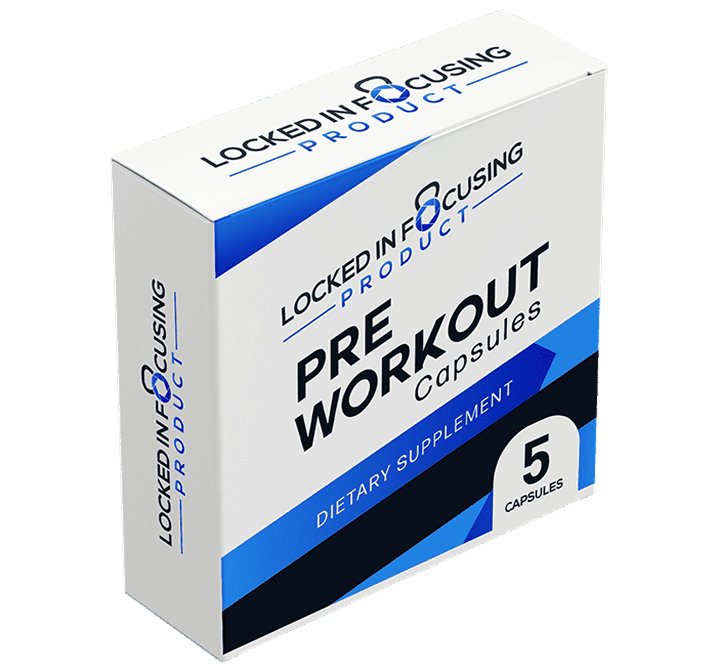 LOCKED IN FOCUSING
PRODUCT
LOCKED IN FOCUSING
PRODUCT
PRE
WORKOUT
Capsules
DIETARY SUPPLEMENT
5
CAPSULES
LOCKED IN FOCUSING
PRODUCT